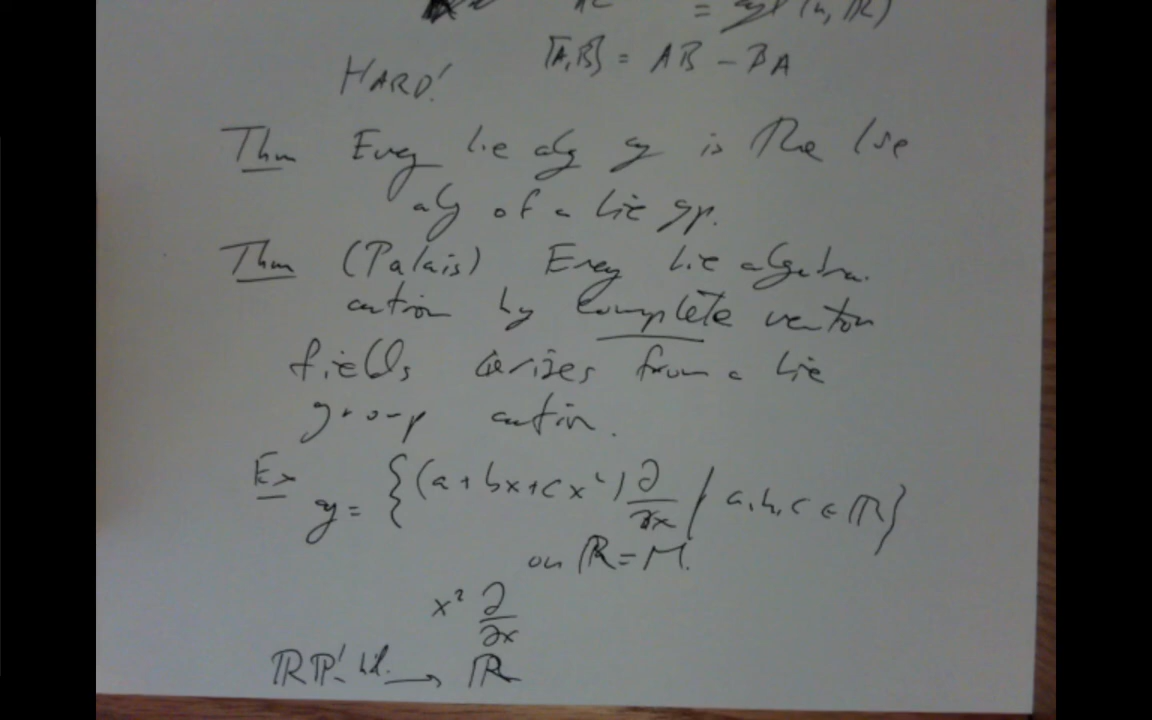 = (n, ℝ)
[A,B] = AB - BA
HARD!
Thm Every lie alg 𝔤 is the lie
alg of a lie gp.
Thm (Palais) Every lie algebra
action by complete vector
fields arises from a lie
group action.
Ex 𝔤 = {(a + bx + cx²) ∂/∂x | a,b,c ∈ ℝ}
on ℝ = M.
x² ∂/∂x
ℝP¹ → ℝ